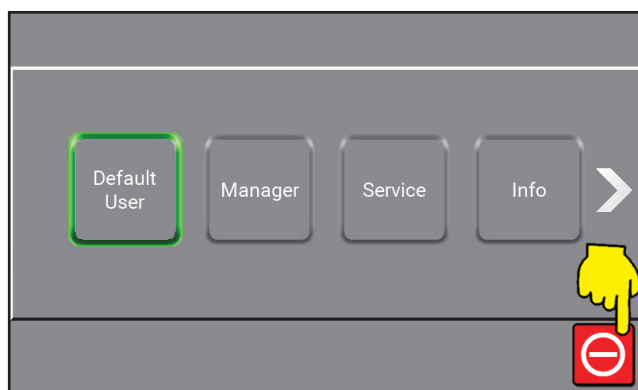 Default
User
Manager
Service
Info